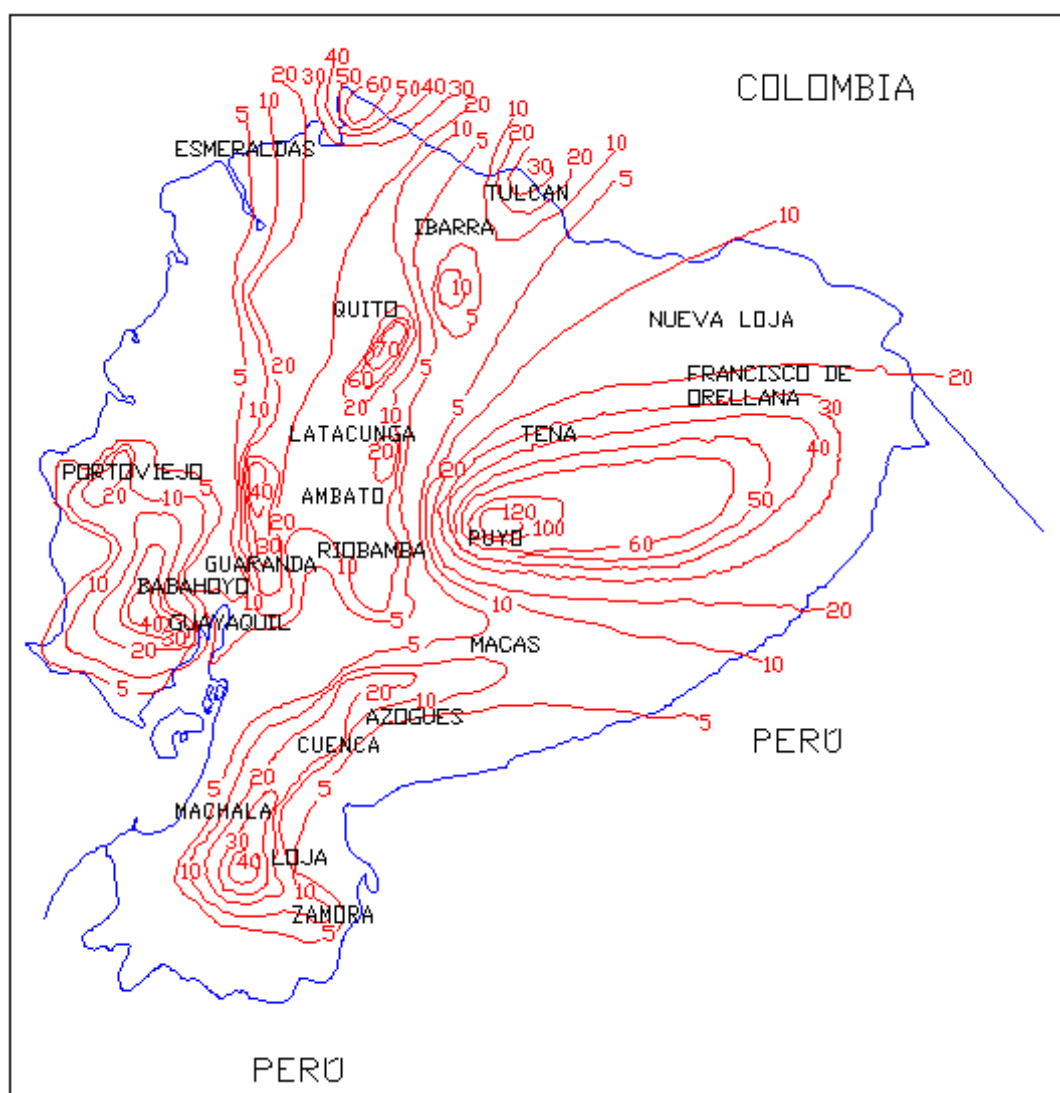 40
20 30 50 60 50 40 30
5 10 20
COLOMBIA
10 5 10 20 10
30 20
ESMERALDAS
5
TULCAN
10
IBARRA
10
QUITO
5
NUEVA LOJA
70
20
5 60
FRANCISCO DE
20
ORELLANA
10 20 10 5
30
LATACUNGA
TENA
20
40
PORTOVIEJO
20 10 5
20
40
AMBATO
50
120
100
20
PUYO
60
30
RIOBAMBA
GUARANDA
10
10
BABAHOYO
10
5
10
20
40
GUAYAQUIL
30
20
5
MACAS
10
5
20
10
AZOGUES
5
CUENCA
PERÚ
5 20 5
MACHALA
30
10 40
LOJA
10
ZAMORA
5
PERÚ